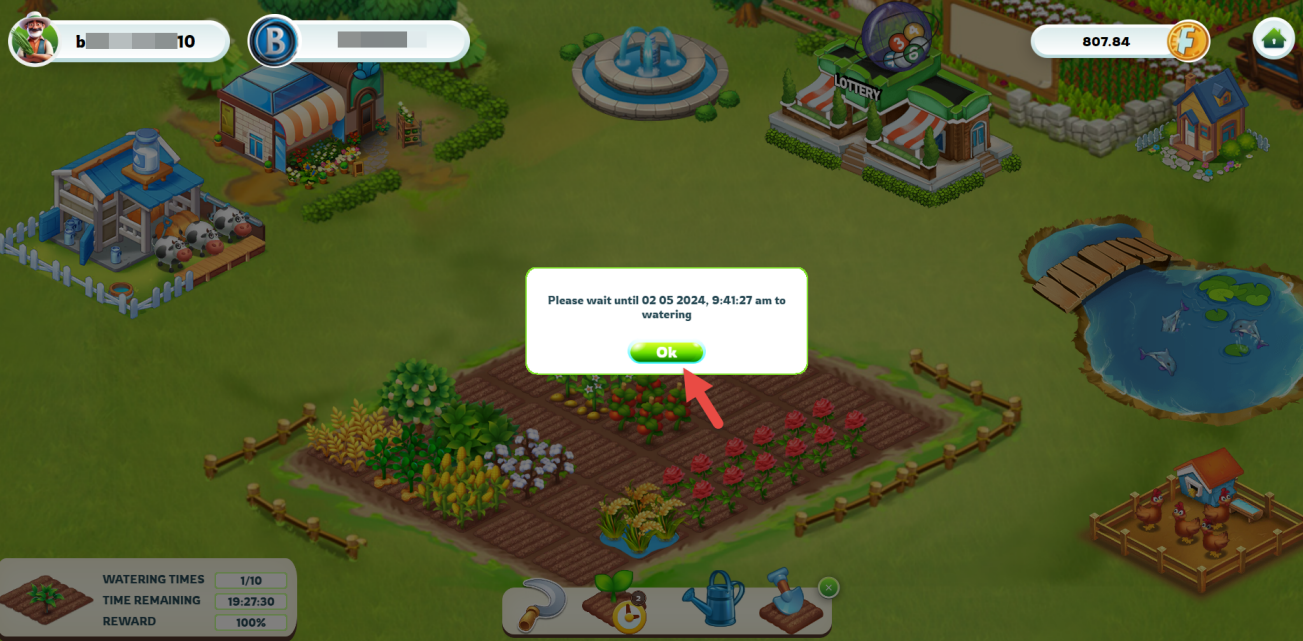 b 10
B
807.84
LOTTERY
Please wait until 02 05 2024, 9:41:27 am to
watering
Ok
WATERING TIMES 1/10
TIME REMAINING 19:27:30
REWARD 100%
2